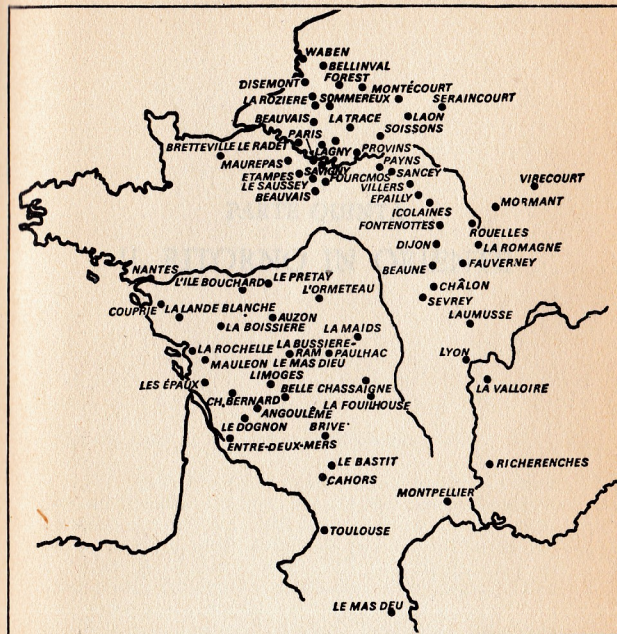 WABEN
BELLINVAL
FOREST
DISEMONT
MONTÉCOURT
LA ROZIERE
SOMMEREUX
SERAINCOURT
BEAUVAIS
LA TRACE
LAON
SOISSONS
PARIS
BRETTEVILLE LE RADET
LAGNY
PROVINS
MAUREPAS
SAVIGNY
PAYNS
ETAMPES
FOURCMOS
SANCEY
VIRECOURT
LE SAUSSEY
VILLERS
BEAUVAIS
EPAILLY
MORMANT
ICOLAINES
FONTENOTTES
ROUELLES
DIJON
LA ROMAGNE
BEAUNE
FAUVERNEY
NANTES
L'ILE BOUCHARD
LE PRETAY
L'ORMETEAU
CHÂLON
SEVREY
COUPRIE
LA LANDE BLANCHE
AUZON
LA BOISSIERE
LA MAIDS
LAUMUSSE
LA ROCHELLE
LA BUSSIERE-
RAM
PAULHAC
LYON
MAULEON
LE MAS DIEU
LIMOGES
LES ÉPAUX
BELLE CHASSAIGNE
LA VALLOIRE
CH. BERNARD
LA FOUILHOUSE
ANGOULÊME
LE DOGNON
BRIVE
ENTRE-DEUX-MERS
LE BASTIT
RICHERENCHES
CAHORS
MONTPELLIER
TOULOUSE
LE MAS DEU